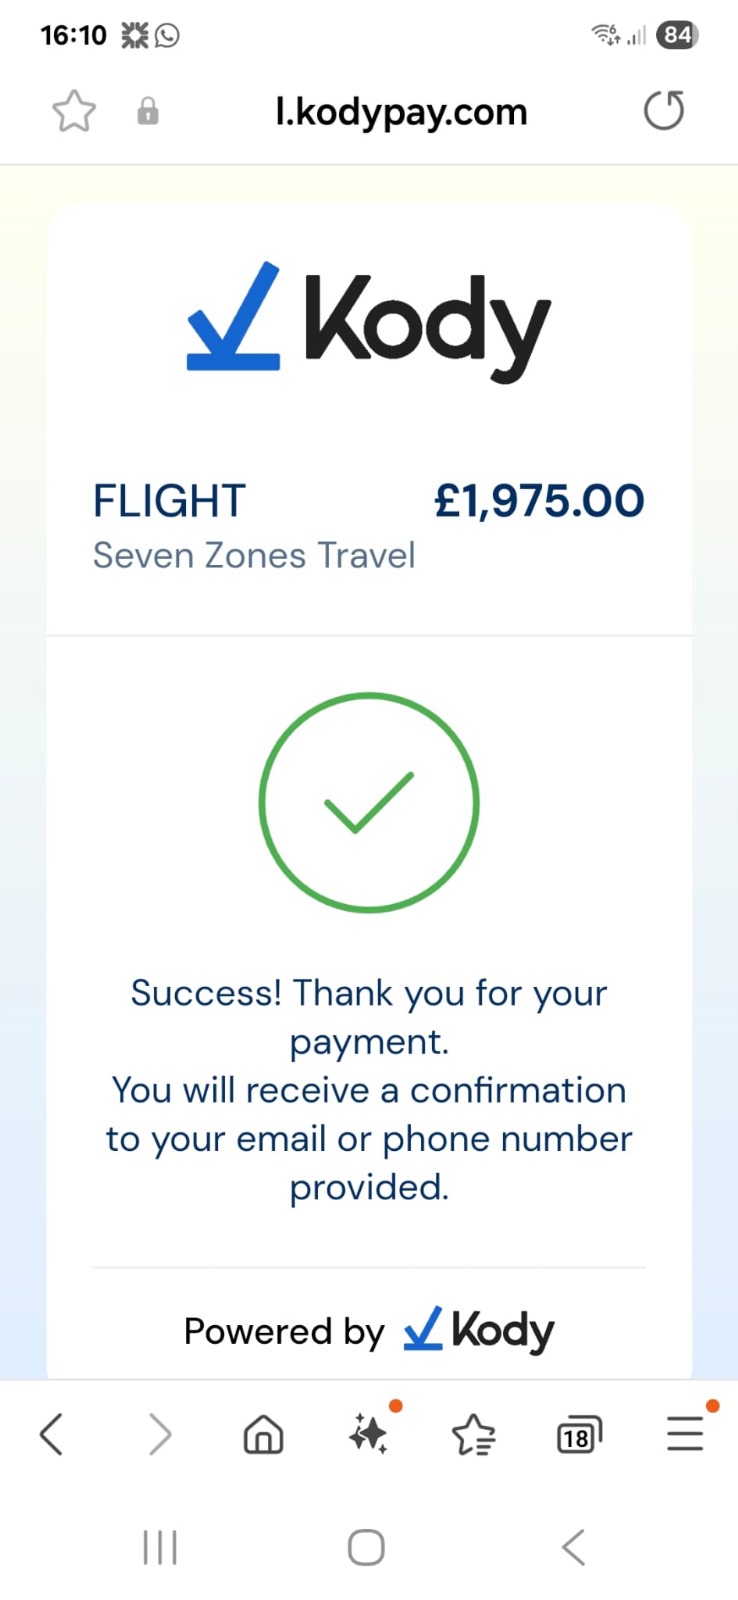 16:10
84
l.kodypay.com
Kody
FLIGHT £1,975.00
Seven Zones Travel
Success! Thank you for your
payment.
You will receive a confirmation
to your email or phone number
provided.
Powered by Kody
18